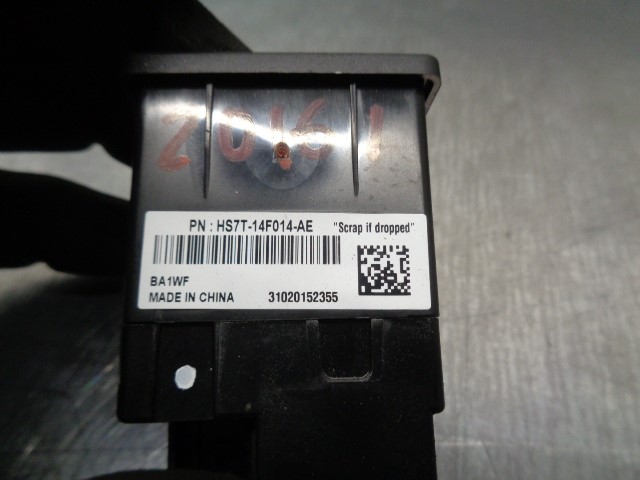 20161
PN : HS7T-14F014-AE "Scrap if dropped"
BA1WF
MADE IN CHINA 31020152355